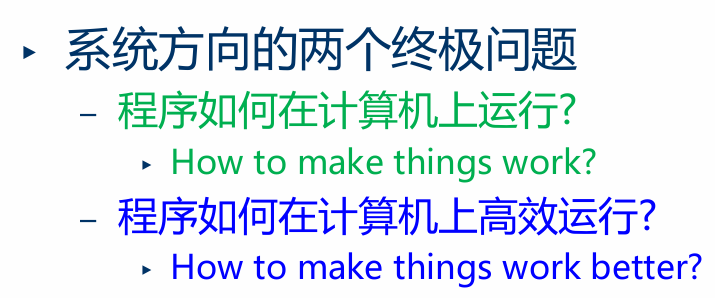 系统方向的两个终极问题
– 程序如何在计算机上运行?
How to make things work?
– 程序如何在计算机上高效运行?
How to make things work better?